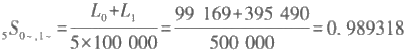 ₅S₀~,₁~ = (L₀+L₁)/(5×100 000) = (99 169+395 490)/(500 000) = 0. 989318